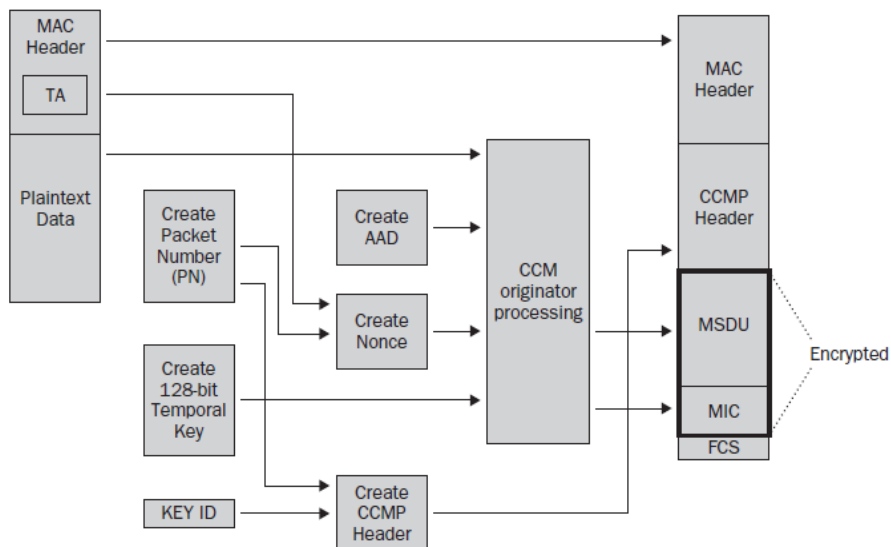 MAC
Header
TA
Plaintext
Data
Create
Packet
Number
(PN)
Create
128-bit
Temporal
Key
KEY ID
Create
AAD
Create
Nonce
Create
CCMP
Header
CCM
originator
processing
MAC
Header
CCMP
Header
MSDU
MIC
FCS
Encrypted